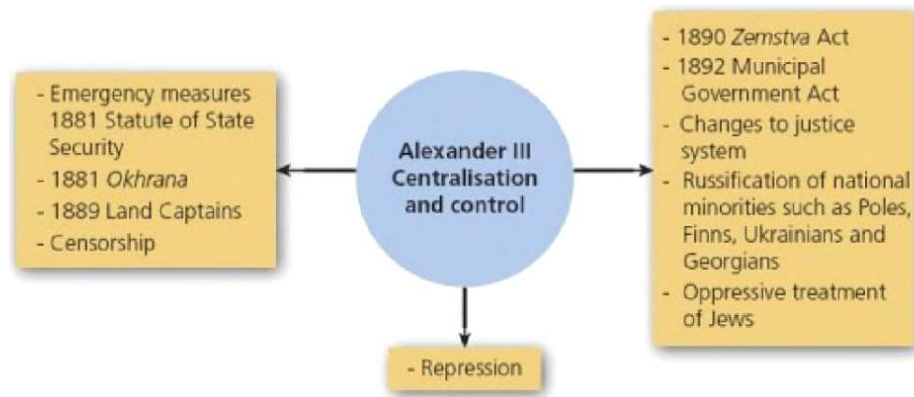 - Emergency measures
1881 Statute of State
Security
- 1881 Okhrana
- 1889 Land Captains
- Censorship
Alexander III
Centralisation
and control
- 1890 Zemstva Act
- 1892 Municipal
Government Act
- Changes to justice
system
- Russification of national
minorities such as Poles,
Finns, Ukrainians and
Georgians
- Oppressive treatment
of Jews
- Repression